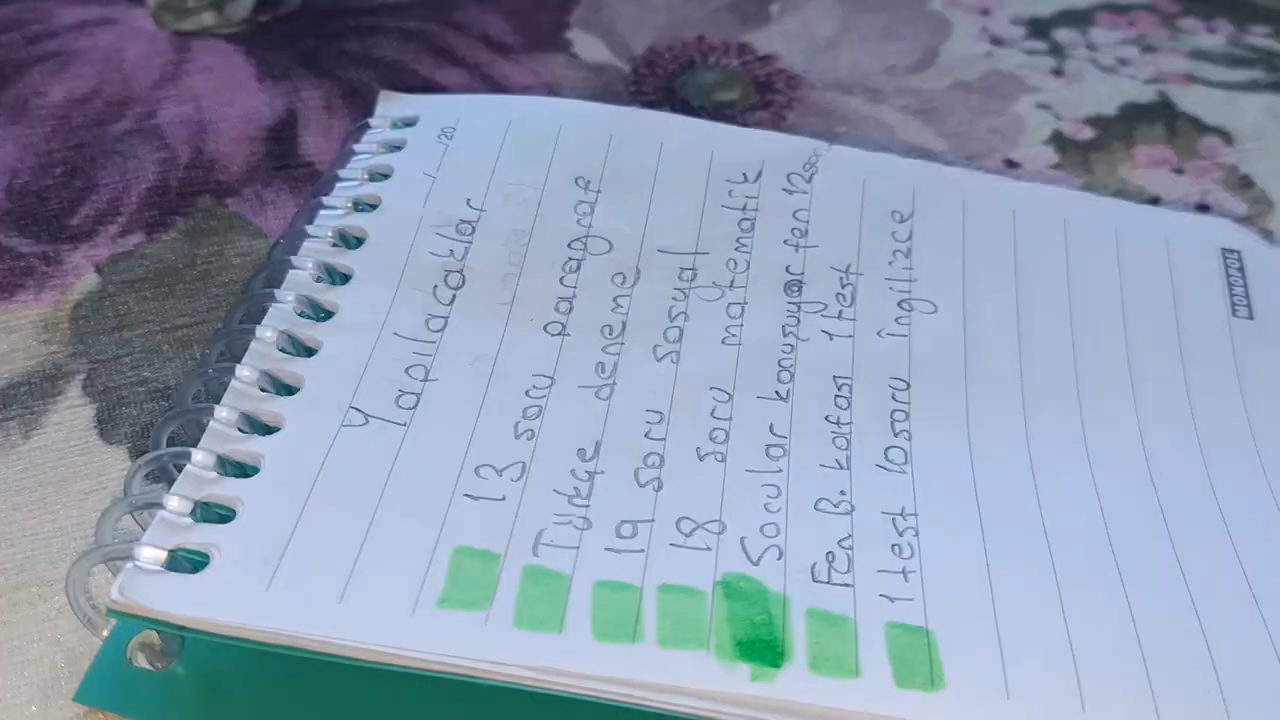 / /20
Yapılacaklar
13 soru paragraf
Türkçe deneme
19 soru sosyal
18 soru matematik
Sorular konuşuyor fen 12 soru
Fen B. kafası 1 test
1 test 10 soru İngilizce